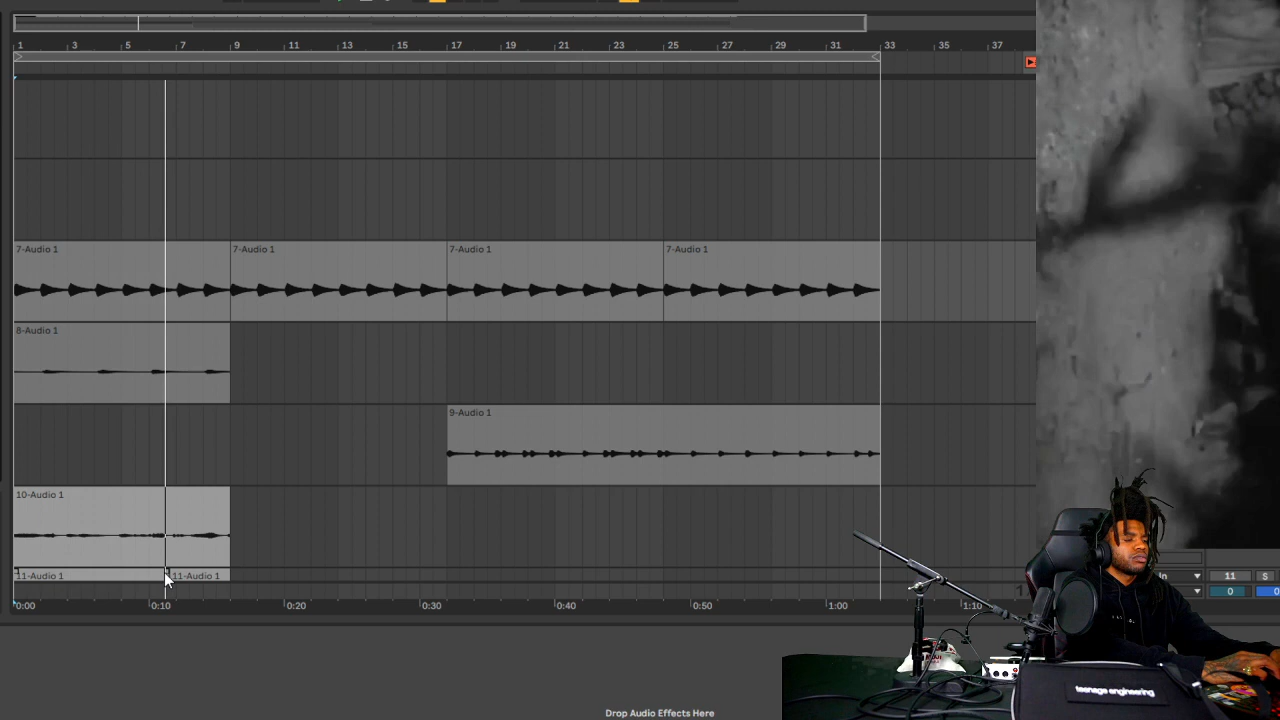 1 3 5 7 9 11 13 15 17 19 21 23 25 27 29 31 33 35 37
7-Audio 1 7-Audio 1 7-Audio 1 7-Audio 1
8-Audio 1
9-Audio 1
10-Audio 1
11-Audio 1 11-Audio 1
11 S
0:00 0:10 0:20 0:30 0:40 0:50 1:00 1:10
0
teenage engineering
Drop Audio Effects Here